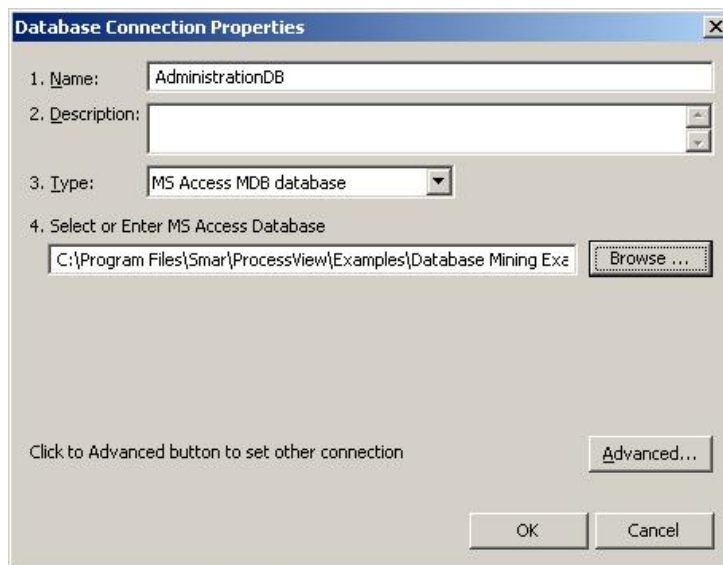 Database Connection Properties
1. Name: AdministrationDB
2. Description:
3. Type: MS Access MDB database
4. Select or Enter MS Access Database
C:\Program Files\Smar\ProcessView\Examples\Database Mining Exa Browse ...
Click to Advanced button to set other connection Advanced...
OK Cancel